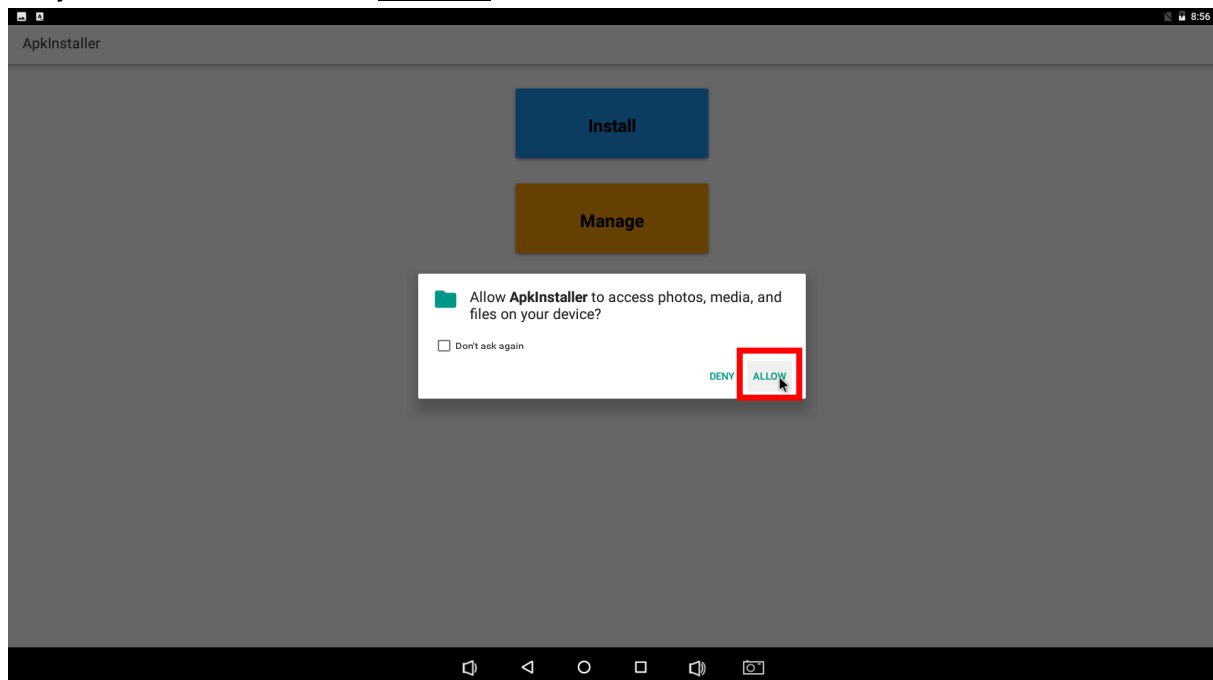 8:56
ApkInstaller
Install
Manage
Allow ApkInstaller to access photos, media, and
files on your device?
Don't ask again
DENY ALLOW